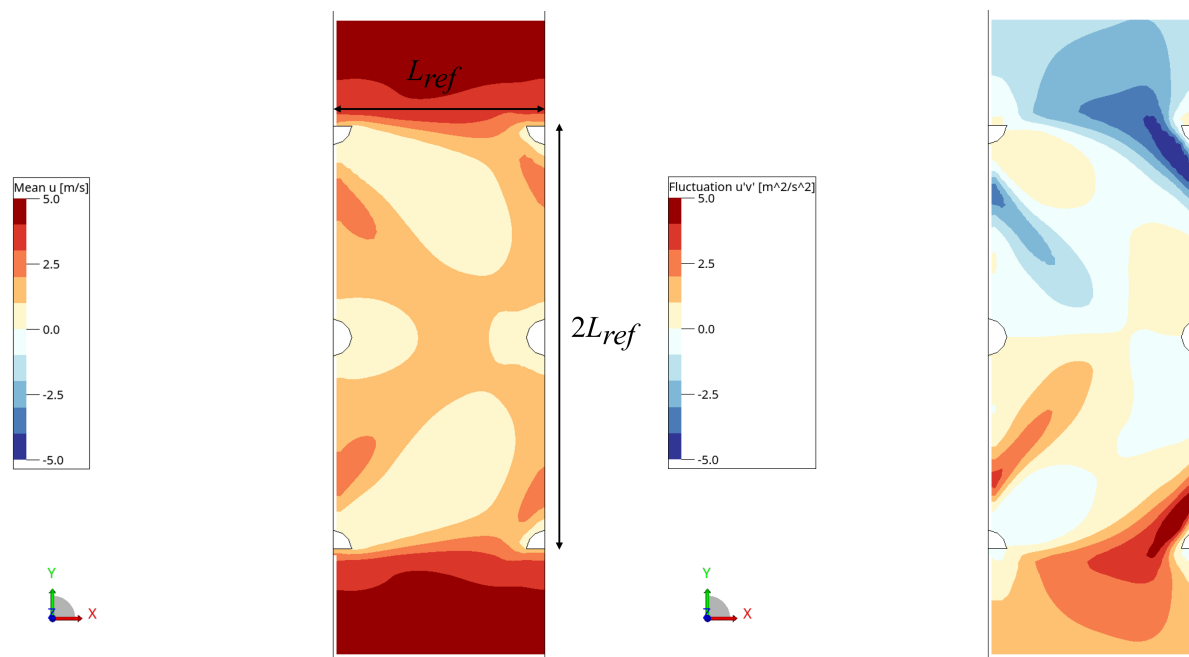 L_ref
Mean u [m/s]
5.0
2.5
0.0
-2.5
-5.0
2L_ref
Fluctuation u'v' [m^2/s^2]
5.0
2.5
0.0
-2.5
-5.0
Y
Z
X
Y
Z
X